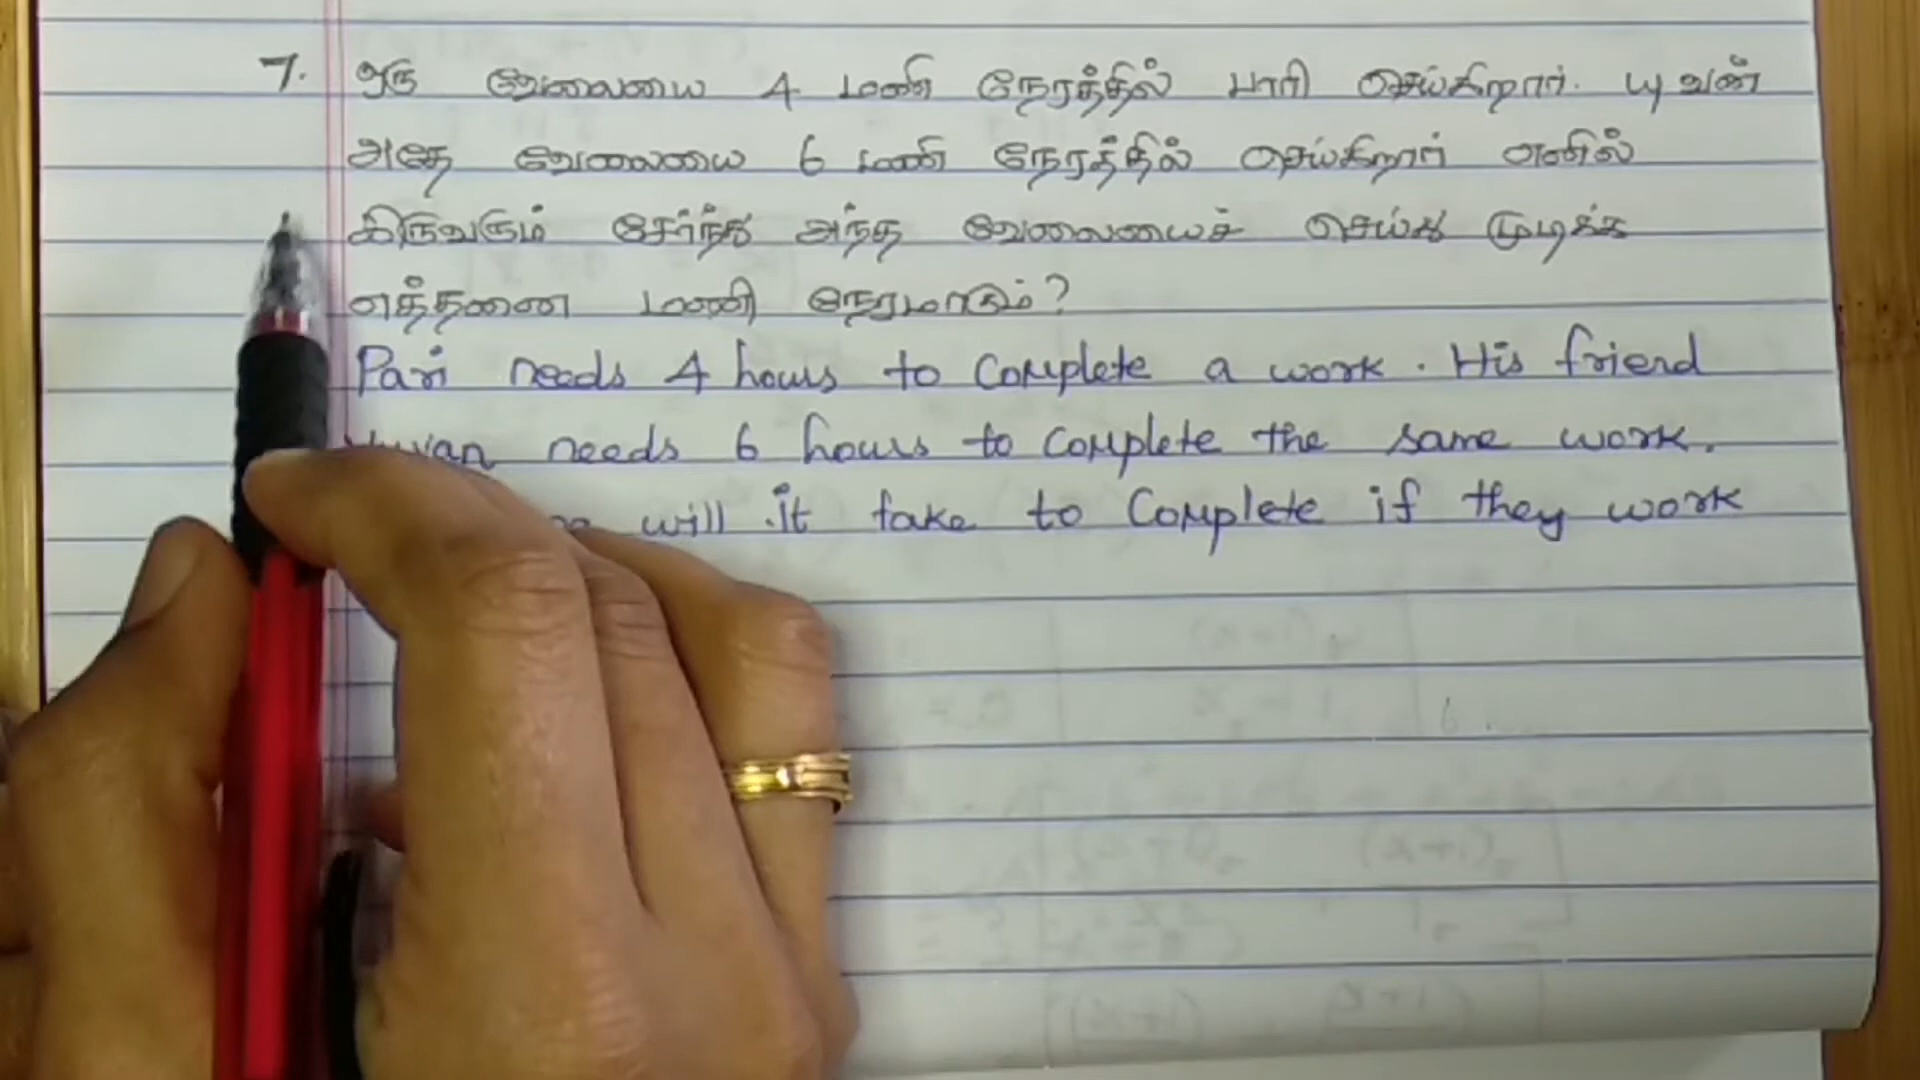 7. ஒரு வேலையை 4 மணி நேரத்தில் பாரி செய்கிறார். யுவன்
அதே வேலையை 6 மணி நேரத்தில் செய்கிறார் எனில்
இருவரும் சேர்ந்து அந்த வேலையைச் செய்து முடிக்க
எத்தனை மணி நேரமாகும்?
Pari needs 4 hours to Complete a work. His friend
needs 6 hours to Complete the same work.
will it take to Complete if they work